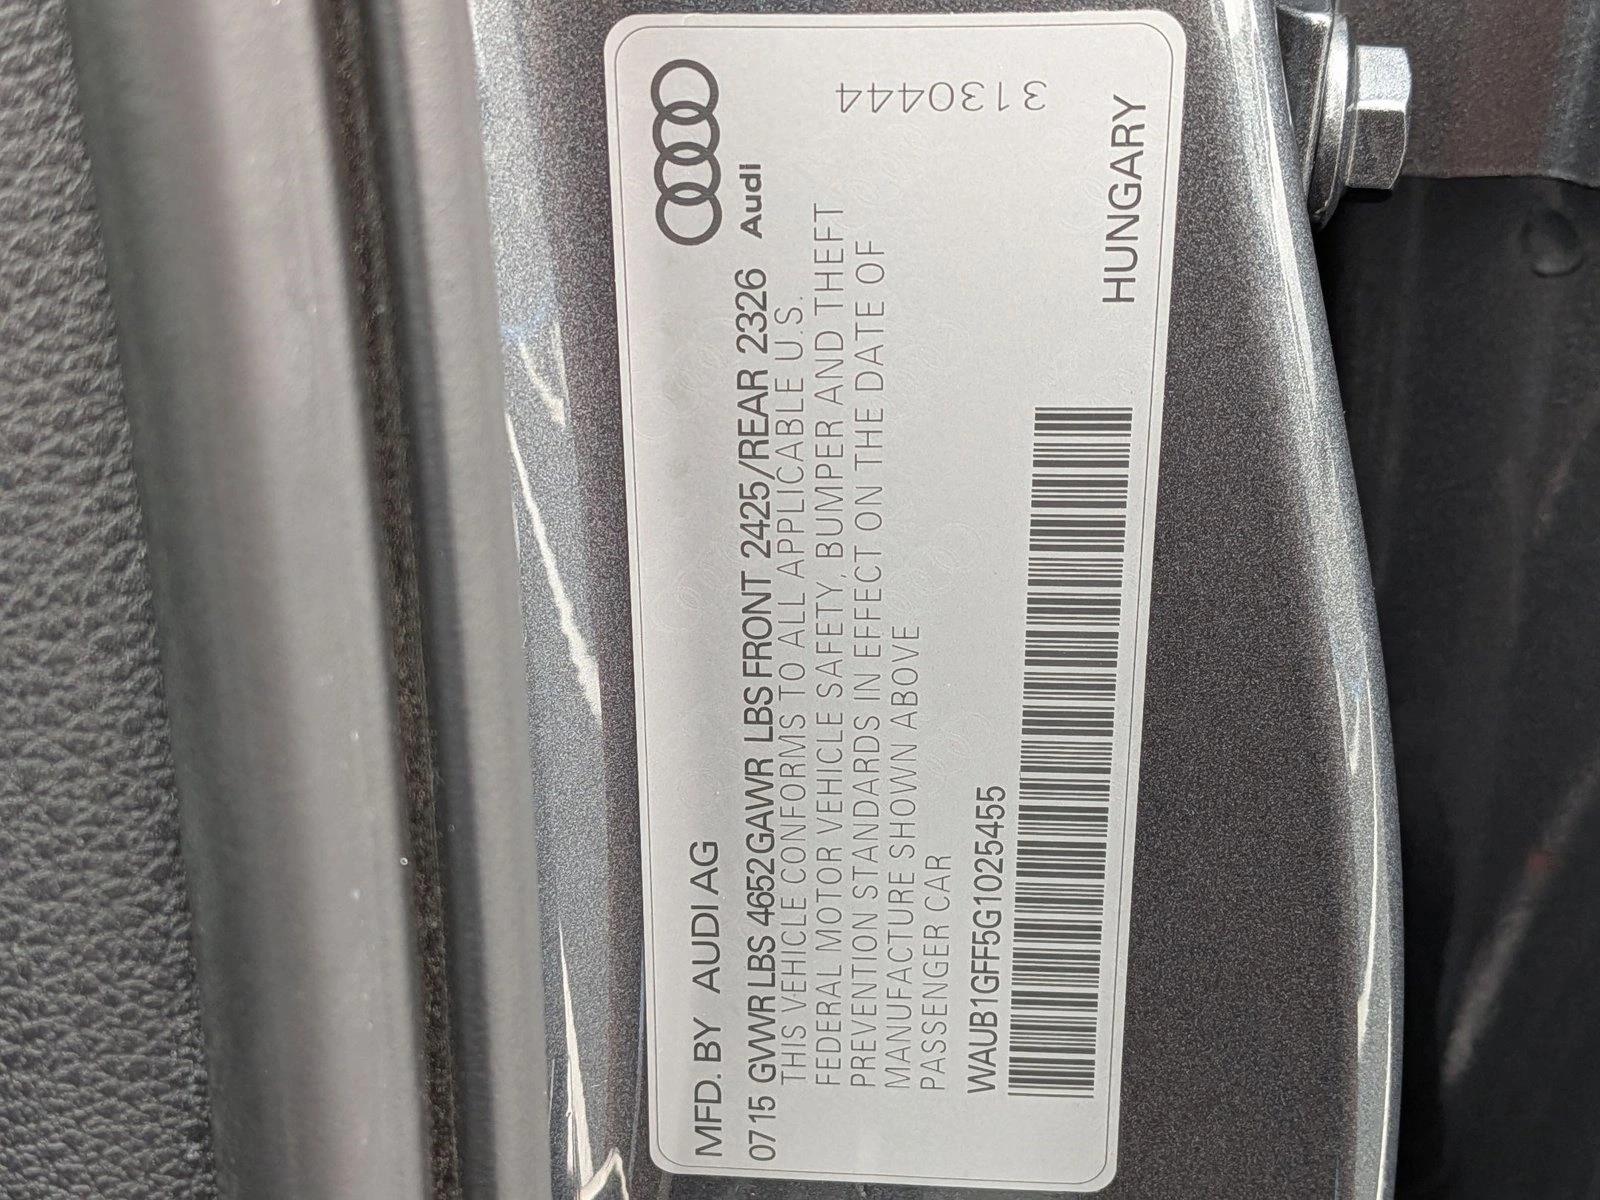 MFD. BY AUDI AG
0715 GVWR LBS 4652GAWR LBS FRONT 2425/REAR 2326
Audi
THIS VEHICLE CONFORMS TO ALL APPLICABLE U.S.
FEDERAL MOTOR VEHICLE SAFETY, BUMPER AND THEFT
PREVENTION STANDARDS IN EFFECT ON THE DATE OF
MANUFACTURE SHOWN ABOVE
PASSENGER CAR
3130444
WAUB1GFF5G1025455
HUNGARY